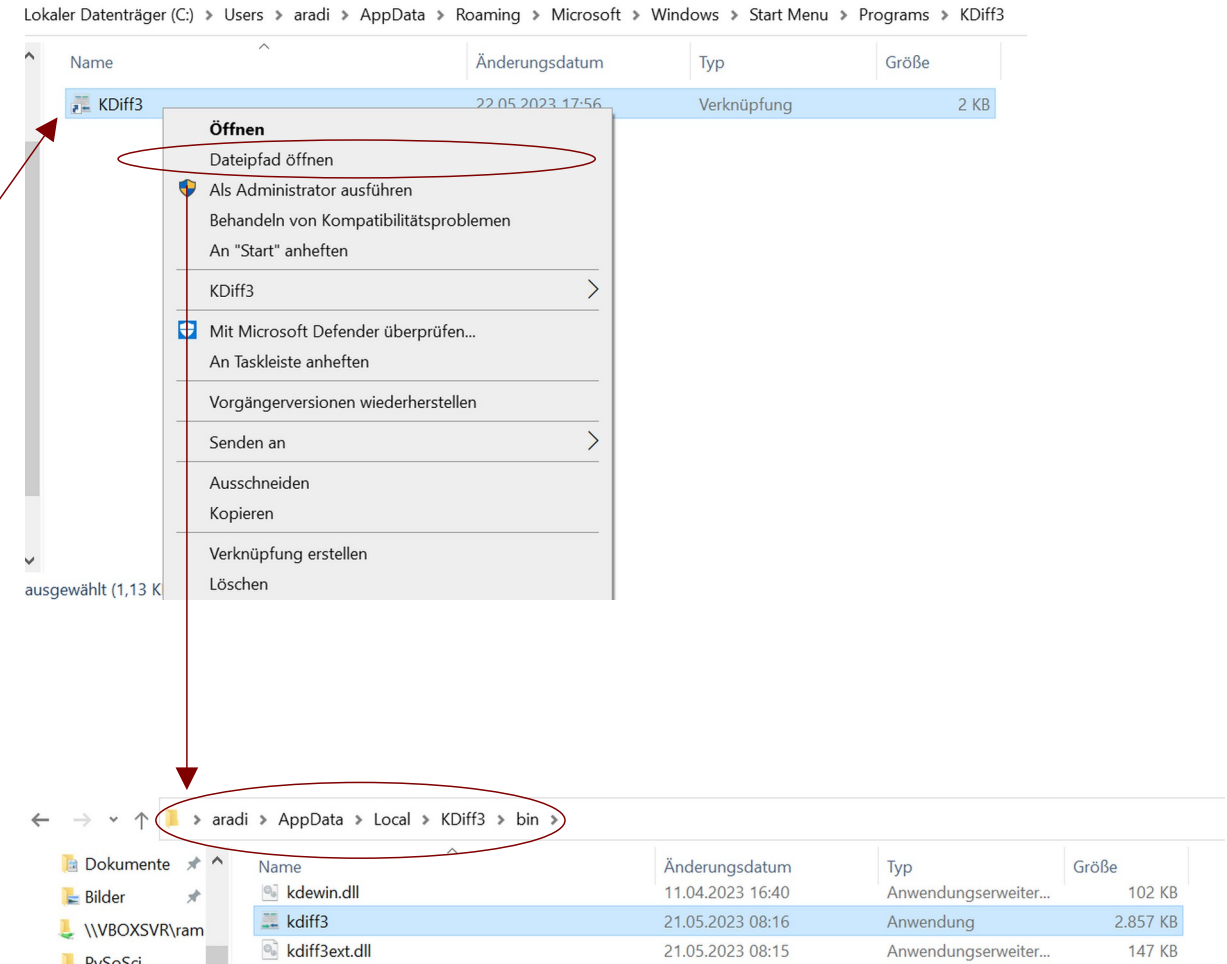 Lokaler Datenträger (C:) > Users > aradi > AppData > Roaming > Microsoft > Windows > Start Menu > Programs > KDiff3
Name Änderungsdatum Typ Größe
KDiff3 22.05.2023 17:56 Verknüpfung 2 KB
Öffnen
Dateipfad öffnen
Als Administrator ausführen
Behandeln von Kompatibilitätsproblemen
An "Start" anheften
KDiff3 >
Mit Microsoft Defender überprüfen...
An Taskleiste anheften
Vorgängerversionen wiederherstellen
Senden an >
Ausschneiden
Kopieren
Verknüpfung erstellen
Löschen
ausgewählt (1,13 K
> aradi > AppData > Local > KDiff3 > bin >
Dokumente
Bilder
\\VBOXSVR\ram
PySoSci
Name Änderungsdatum Typ Größe
kdewin.dll 11.04.2023 16:40 Anwendungserweiter... 102 KB
kdiff3 21.05.2023 08:16 Anwendung 2.857 KB
kdiff3ext.dll 21.05.2023 08:15 Anwendungserweiter... 147 KB